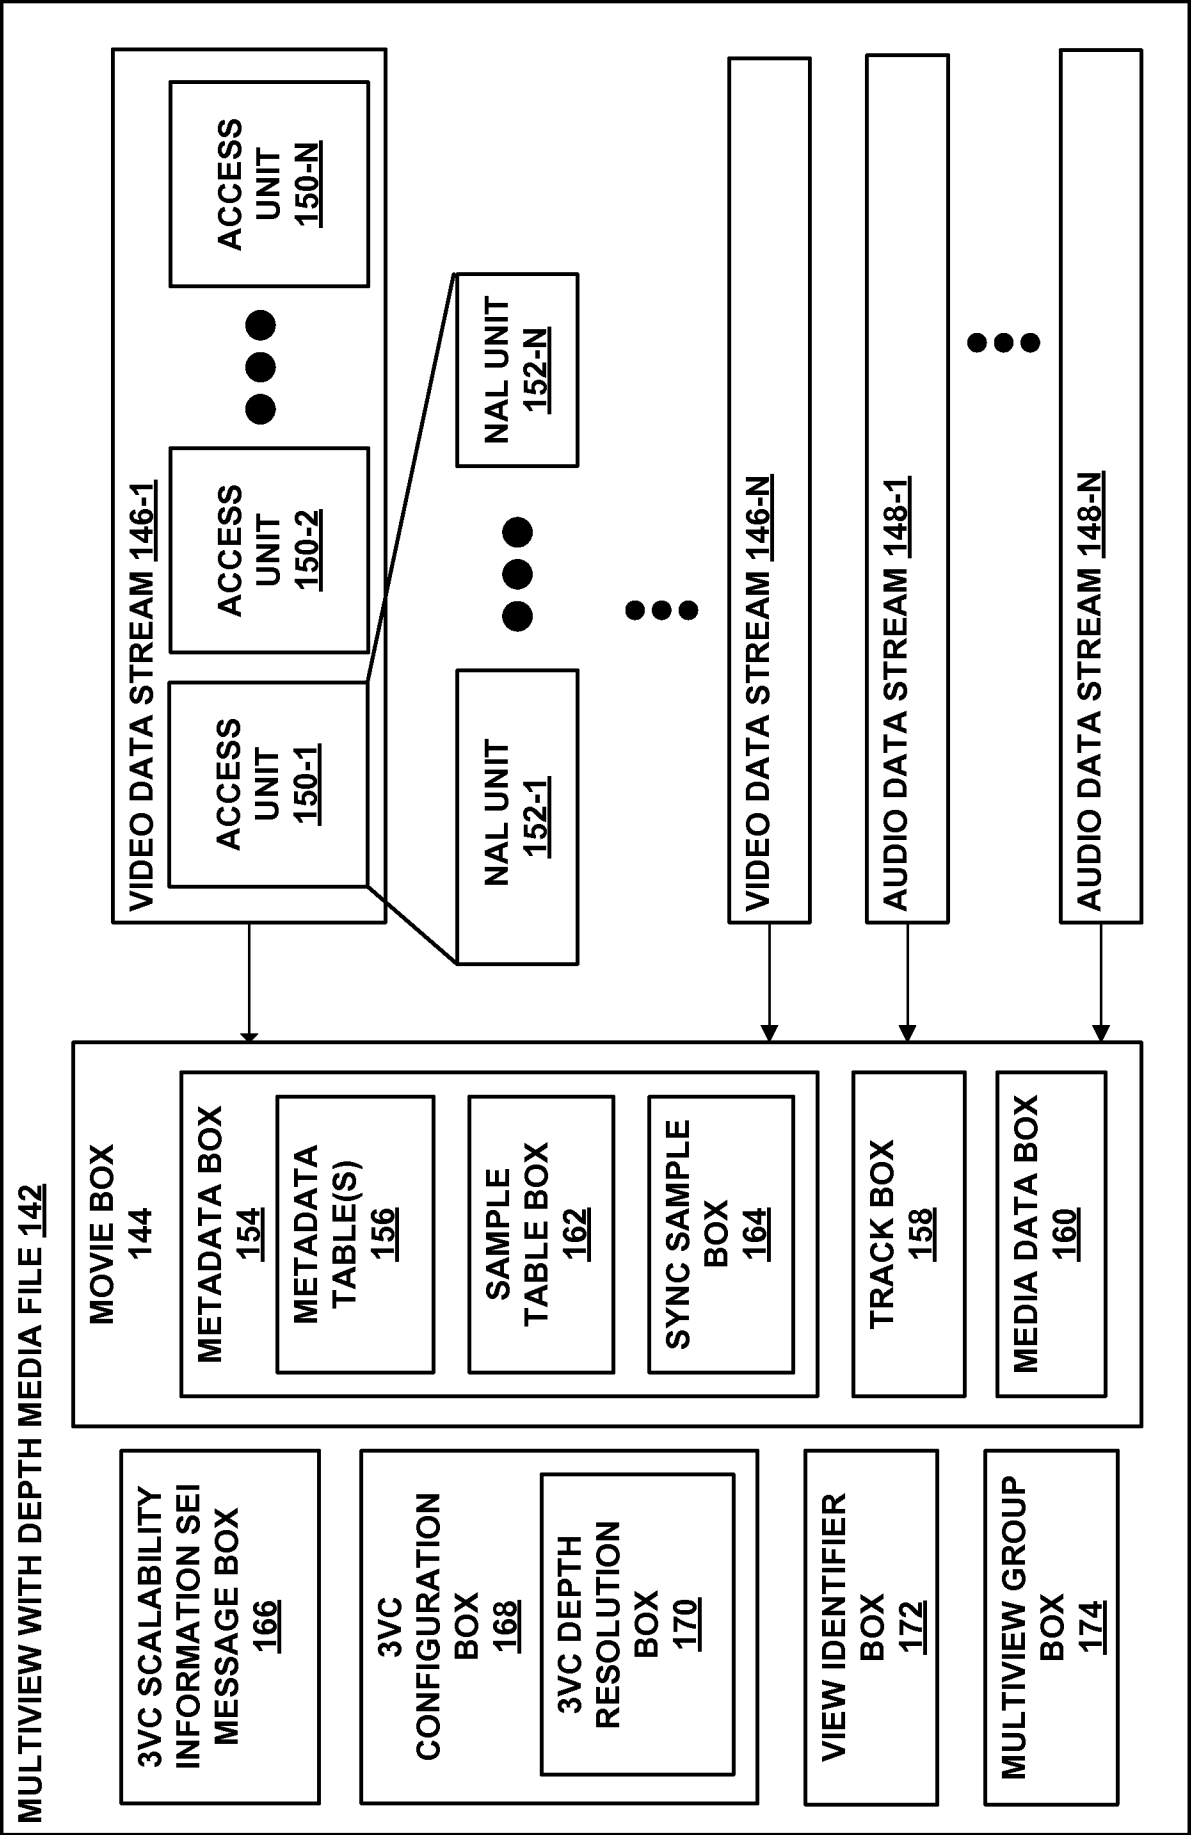 MULTIVIEW WITH DEPTH MEDIA FILE 142
3VC SCALABILITY
INFORMATION SEI
MESSAGE BOX
166
3VC
CONFIGURATION
BOX
168
3VC DEPTH
RESOLUTION
BOX
170
VIEW IDENTIFIER
BOX
172
MULTIVIEW GROUP
BOX
174
MOVIE BOX
144
METADATA BOX
154
METADATA
TABLE(S)
156
SAMPLE
TABLE BOX
162
SYNC SAMPLE
BOX
164
TRACK BOX
158
MEDIA DATA BOX
160
VIDEO DATA STREAM 146-1
ACCESS
UNIT
150-1
ACCESS
UNIT
150-2
ACCESS
UNIT
150-N
NAL UNIT
152-1
NAL UNIT
152-N
VIDEO DATA STREAM 146-N
AUDIO DATA STREAM 148-1
AUDIO DATA STREAM 148-N